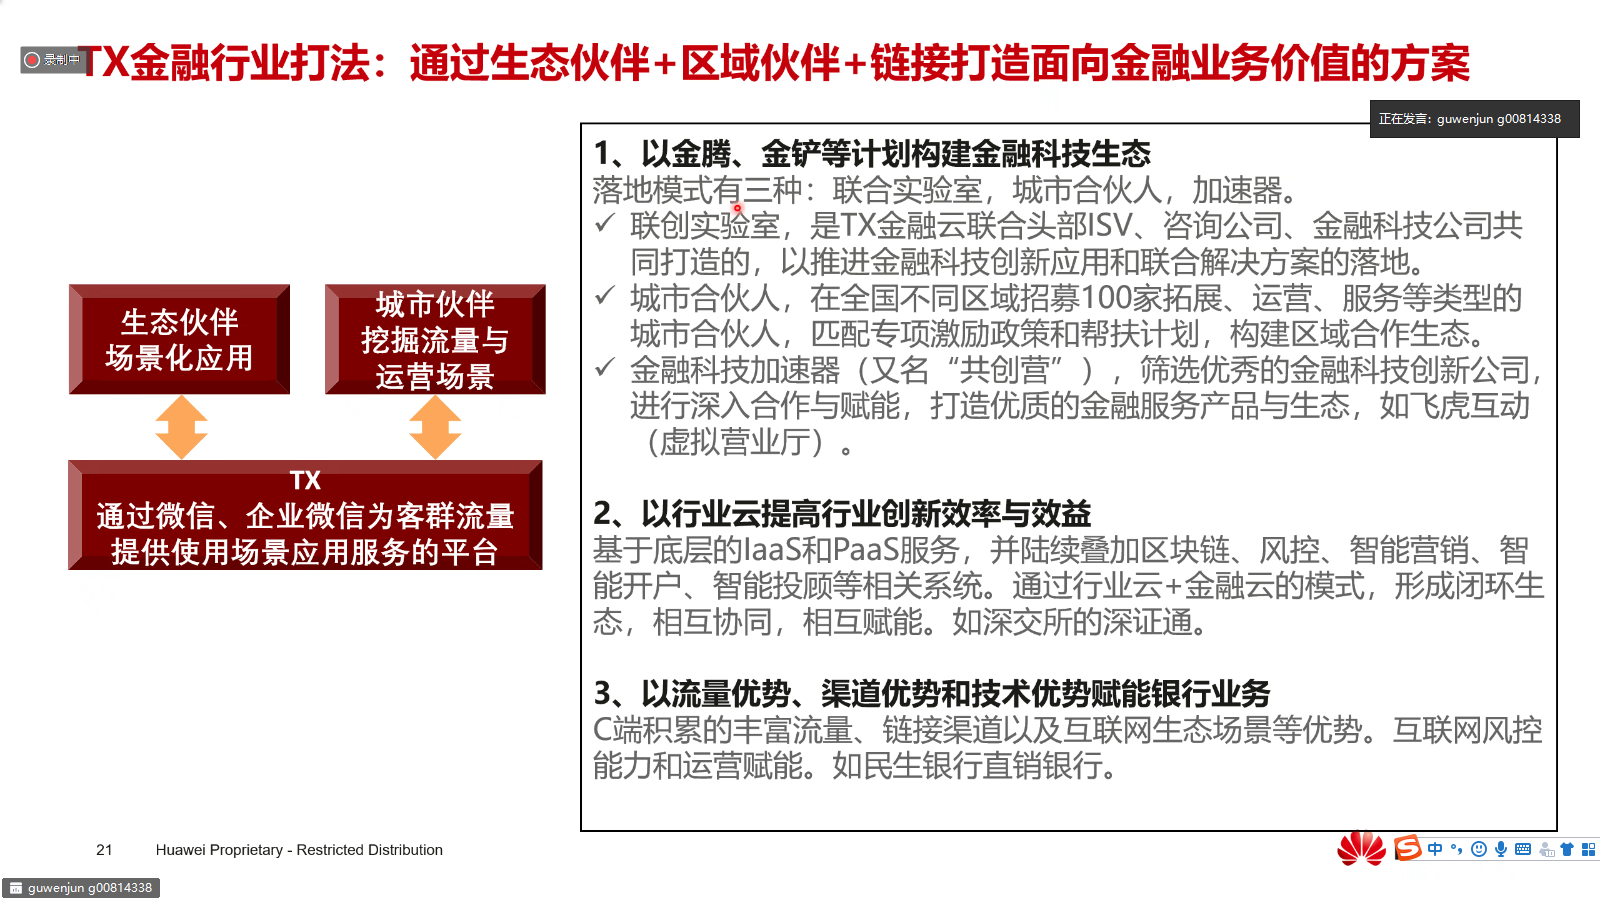 录制中
TX金融行业打法：通过生态伙伴+区域伙伴+链接打造面向金融业务价值的方案
正在发言：guwenjun g00814338
生态伙伴
场景化应用
城市伙伴
挖掘流量与
运营场景
TX
通过微信、企业微信为客群流量
提供使用场景应用服务的平台
1、以金腾、金铲等计划构建金融科技生态
落地模式有三种：联合实验室，城市合伙人，加速器。
✓ 联创实验室，是TX金融云联合头部ISV、咨询公司、金融科技公司共
同打造的，以推进金融科技创新应用和联合解决方案的落地。
✓ 城市合伙人，在全国不同区域招募100家拓展、运营、服务等类型的
城市合伙人，匹配专项激励政策和帮扶计划，构建区域合作生态。
✓ 金融科技加速器（又名“共创营”），筛选优秀的金融科技创新公司，
进行深入合作与赋能，打造优质的金融服务产品与生态，如飞虎互动
（虚拟营业厅）。
2、以行业云提高行业创新效率与效益
基于底层的IaaS和PaaS服务，并陆续叠加区块链、风控、智能营销、智
能开户、智能投顾等相关系统。通过行业云+金融云的模式，形成闭环生
态，相互协同，相互赋能。如深交所的深证通。
3、以流量优势、渠道优势和技术优势赋能银行业务
C端积累的丰富流量、链接渠道以及互联网生态场景等优势。互联网风控
能力和运营赋能。如民生银行直销银行。
21
Huawei Proprietary - Restricted Distribution
S中
guwenjun g00814338